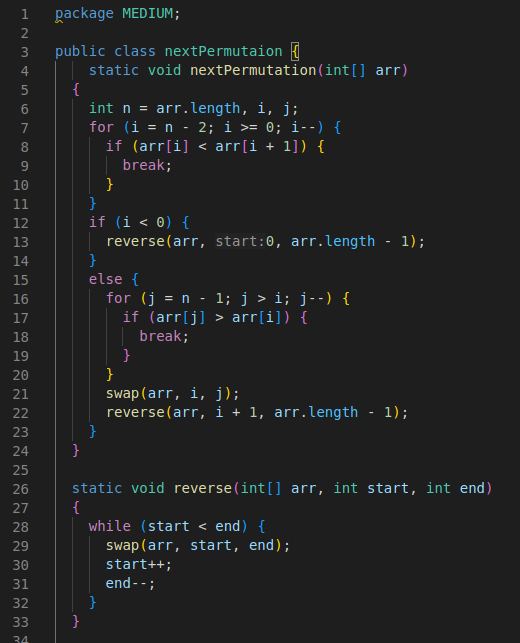 1 package MEDIUM;
2
3 public class nextPermutaion {
4 static void nextPermutation(int[] arr)
5 {
6 int n = arr.length, i, j;
7 for (i = n - 2; i >= 0; i--) {
8 if (arr[i] < arr[i + 1]) {
9 break;
10 }
11 }
12 if (i < 0) {
13 reverse(arr, start:0, arr.length - 1);
14 }
15 else {
16 for (j = n - 1; j > i; j--) {
17 if (arr[j] > arr[i]) {
18 break;
19 }
20 }
21 swap(arr, i, j);
22 reverse(arr, i + 1, arr.length - 1);
23 }
24 }
25
26 static void reverse(int[] arr, int start, int end)
27 {
28 while (start < end) {
29 swap(arr, start, end);
30 start++;
31 end--;
32 }
33 }
34